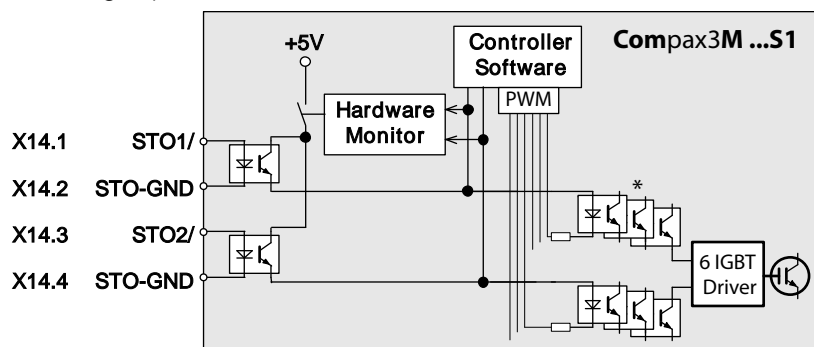 Compax3M ...S1
+5V
Controller
Software
PWM
Hardware
Monitor
X14.1 STO1/
X14.2 STO-GND
X14.3 STO2/
X14.4 STO-GND
*
6 IGBT
Driver